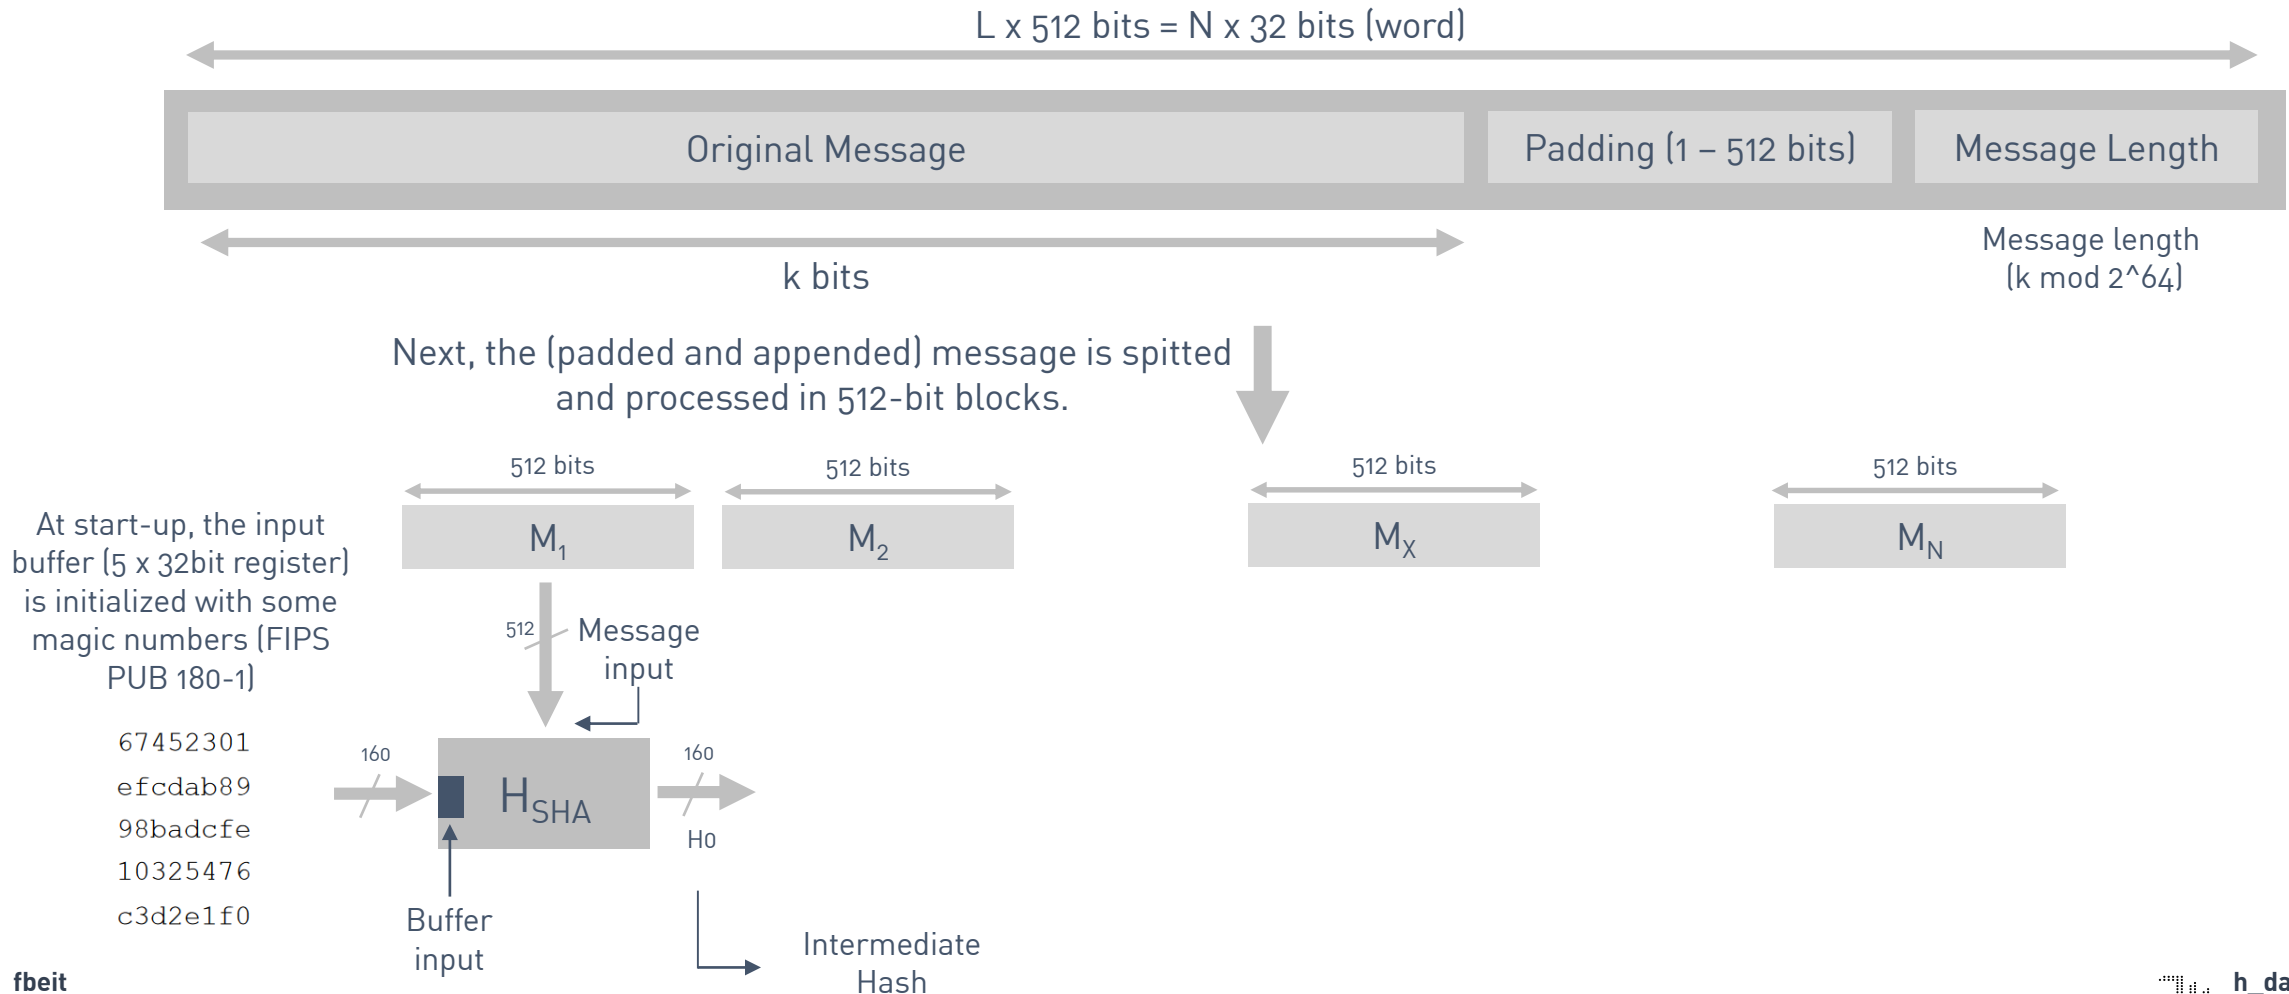 L x 512 bits = N x 32 bits (word)
Original Message
Padding (1 – 512 bits)
Message Length
k bits
Message length
(k mod 2^64)
Next, the (padded and appended) message is spitted
and processed in 512-bit blocks.
512 bits
512 bits
512 bits
512 bits
M1
M2
MX
MN
At start-up, the input
buffer (5 x 32bit register)
is initialized with some
magic numbers (FIPS
PUB 180-1)
512
Message
input
67452301
efcdab89
98badcfe
10325476
c3d2e1f0
160
HSHA
160
H0
Buffer
input
Intermediate
Hash
fbeit
h_da